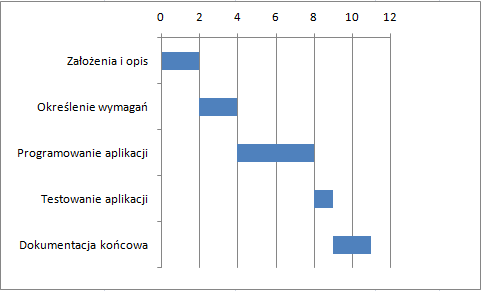 0 2 4 6 8 10 12
Założenia i opis
Określenie wymagań
Programowanie aplikacji
Testowanie aplikacji
Dokumentacja końcowa